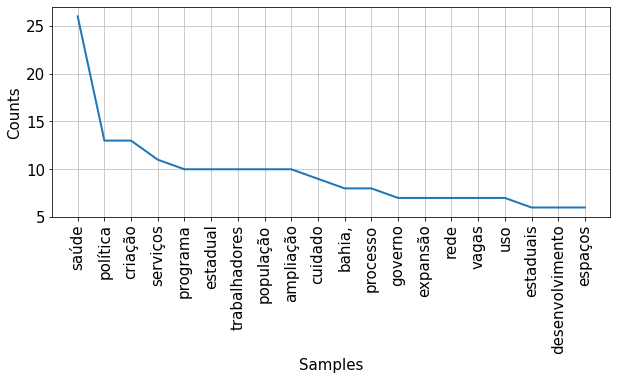 Counts
25
20
15
10
5
saúde
política
criação
serviços
programa
estadual
trabalhadores
população
ampliação
cuidado
bahia,
processo
governo
expansão
rede
vagas
uso
estaduais
desenvolvimento
espaços
Samples